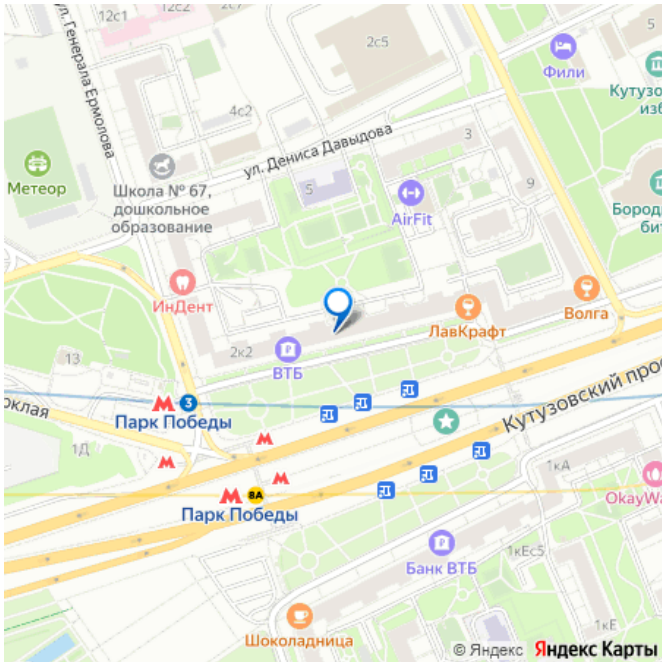 12с7
12с1
2с5
5
ул. Генерала Ермолова
Фили
Кутузо
изб
4с2
ул. Дениса Давыдова
3
Метеор
Школа № 67,
дошкольное
образование
5
9
AirFit
Бород
бит
ИнДент
ЛавКрафт
Волга
2к2
ВТБ
13
3
Парк Победы
оклая
Кутузовский прос
1Д
8А
Парк Победы
1кА
OkayWa
1кЕс5
Банк ВТБ
1кЕ
Шоколадница
© Яндекс Яндекс Карты